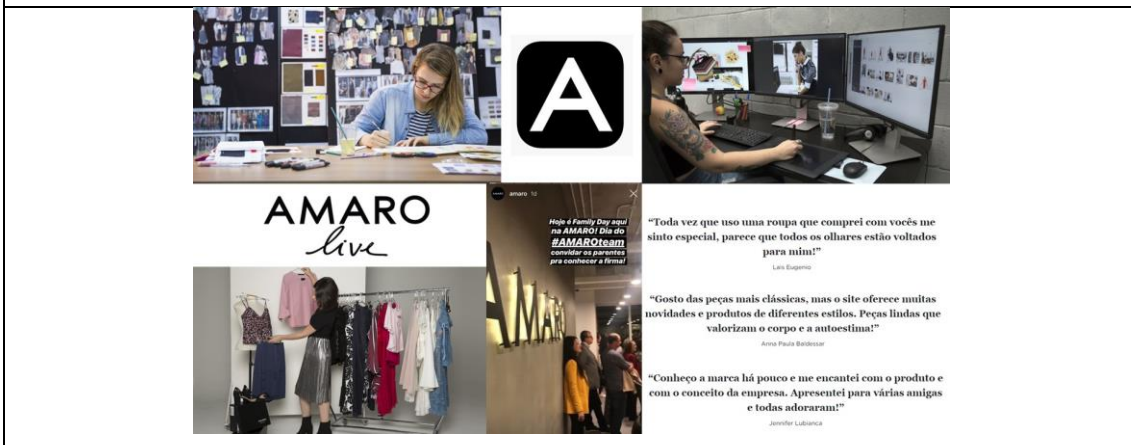 A
AMARO
live
amaro 1d
Hoje é Family Day aqui
na AMARO! Dia do
#AMAROteam
convidar os parentes
pra conhecer a firma!
AMARO
“Toda vez que uso uma roupa que comprei com vocês me
sinto especial, parece que todos os olhares estão voltados
para mim!”
Laís Eugenio
“Gosto das peças mais clássicas, mas o site oferece muitas
novidades e produtos de diferentes estilos. Peças lindas que
valorizam o corpo e a autoestima!”
Anna Paula Baldessar
“Conheço a marca há pouco e me encantei com o produto e
com o conceito da empresa. Apresentei para várias amigas
e todas adoraram!”
Jennifer Lubianca